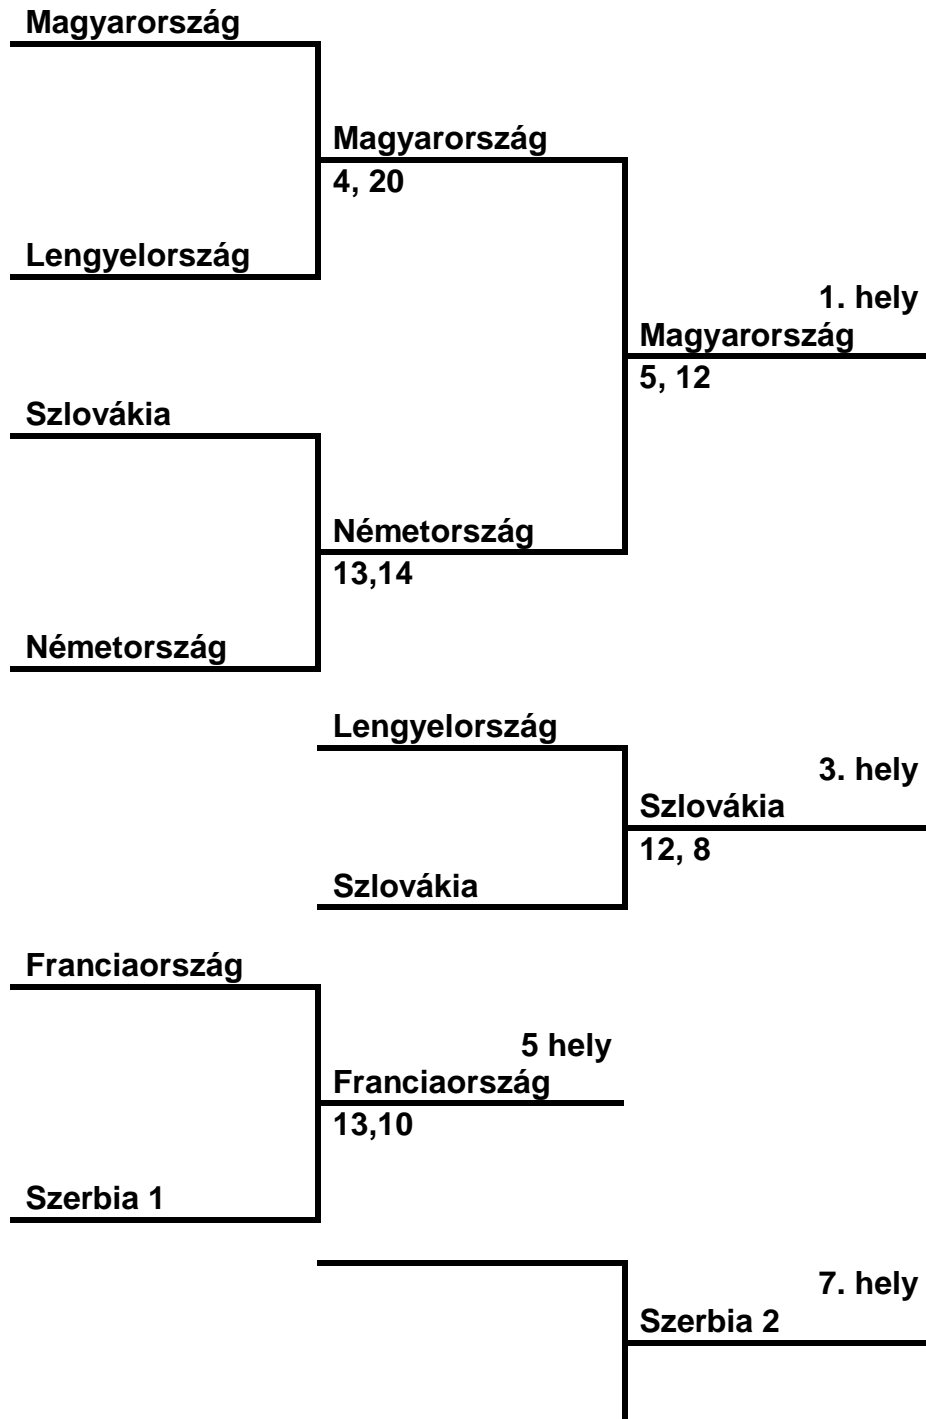 Magyarország
Magyarország
4, 20
Lengyelország
1. hely
Magyarország
5, 12
Szlovákia
Németország
13,14
Németország
Lengyelország
3. hely
Szlovákia
12, 8
Szlovákia
Franciaország
5 hely
Franciaország
13,10
Szerbia 1
7. hely
Szerbia 2